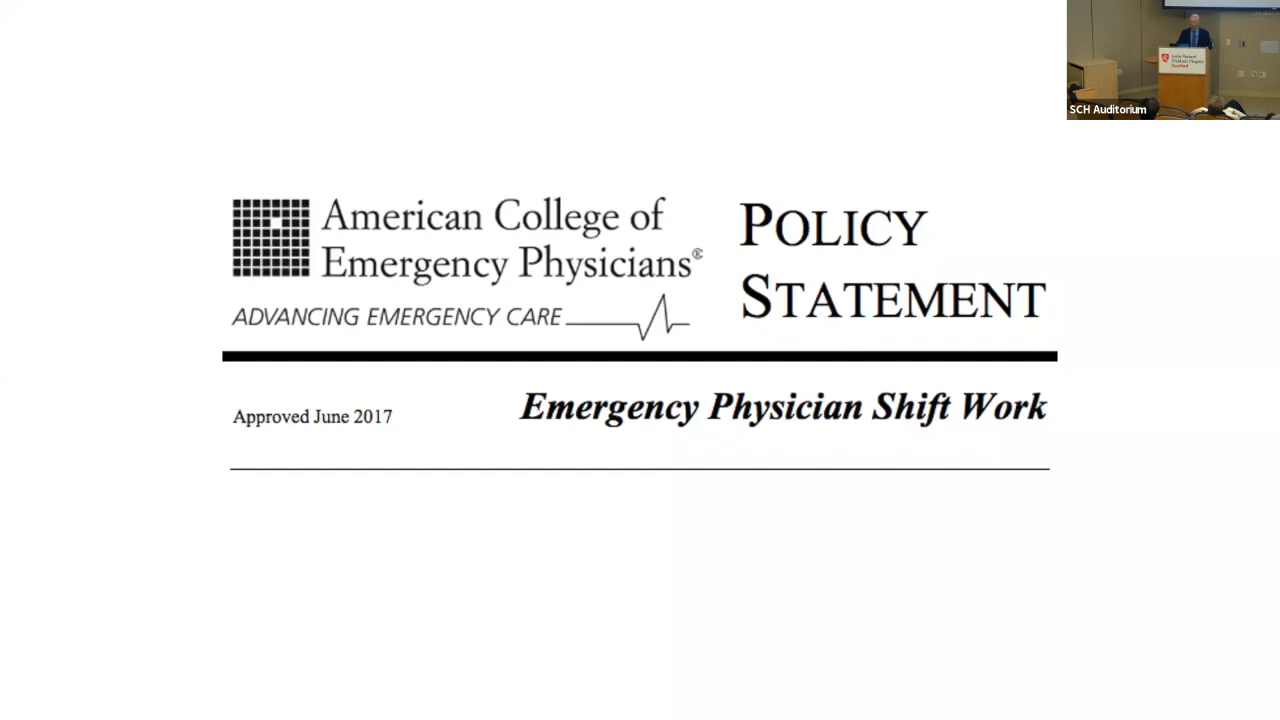 American College of
Emergency Physicians®
ADVANCING EMERGENCY CARE
POLICY
STATEMENT
Approved June 2017
Emergency Physician Shift Work
SCH Auditorium
Stanford